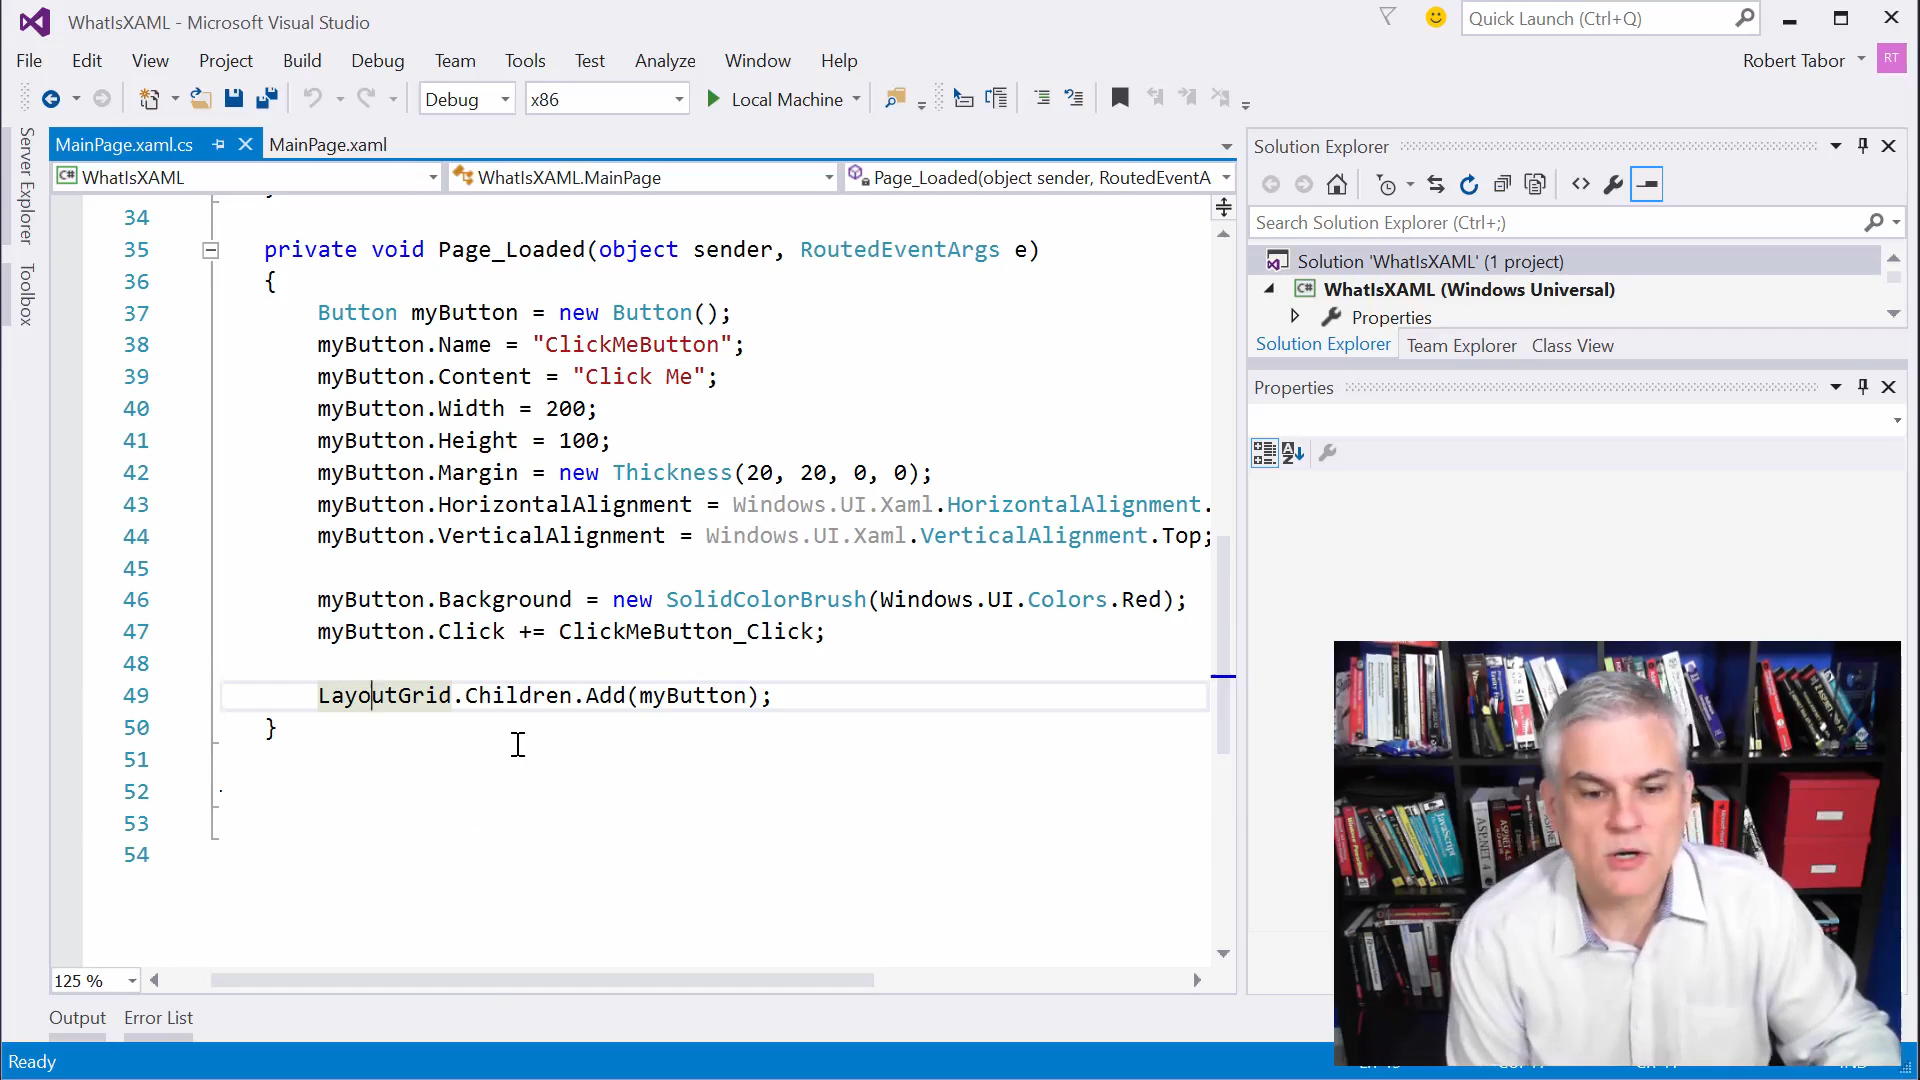 WhatIsXAML - Microsoft Visual Studio
Quick Launch (Ctrl+Q)
File Edit View Project Build Debug Team Tools Test Analyze Window Help
Robert Tabor RT
Debug x86 Local Machine
Server Explorer
Toolbox
MainPage.xaml.cs MainPage.xaml
C# WhatIsXAML WhatIsXAML.MainPage Page_Loaded(object sender, RoutedEventA
34
35 private void Page_Loaded(object sender, RoutedEventArgs e)
36 {
37 Button myButton = new Button();
38 myButton.Name = "ClickMeButton";
39 myButton.Content = "Click Me";
40 myButton.Width = 200;
41 myButton.Height = 100;
42 myButton.Margin = new Thickness(20, 20, 0, 0);
43 myButton.HorizontalAlignment = Windows.UI.Xaml.HorizontalAlignment.
44 myButton.VerticalAlignment = Windows.UI.Xaml.VerticalAlignment.Top;
45
46 myButton.Background = new SolidColorBrush(Windows.UI.Colors.Red);
47 myButton.Click += ClickMeButton_Click;
48
49 LayoutGrid.Children.Add(myButton);
50 }
51
52
53
54
125 %
Output Error List
Ready
Solution Explorer
Search Solution Explorer (Ctrl+;)
Solution 'WhatIsXAML' (1 project)
C# WhatIsXAML (Windows Universal)
Properties
Solution Explorer Team Explorer Class View
Properties
JavaScript
ASP.NET
ASP.NET 4.5